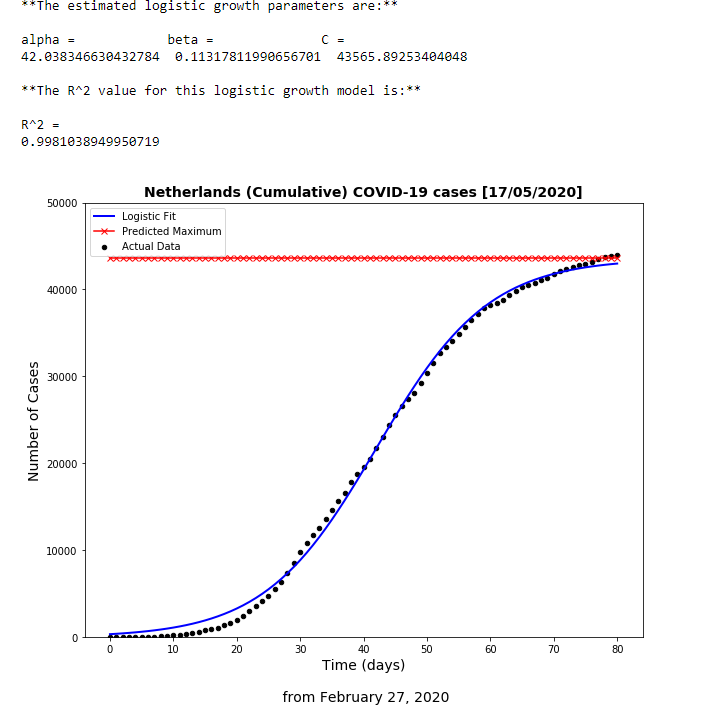 **The estimated logistic growth parameters are:**
alpha = beta = C =
42.038346630432784 0.11317811990656701 43565.89253404048
**The R^2 value for this logistic growth model is:**
R^2 =
0.9981038949950719
Netherlands (Cumulative) COVID-19 cases [17/05/2020]
50000
40000
30000
20000
10000
0
Number of Cases
Logistic Fit
Predicted Maximum
Actual Data
0 10 20 30 40 50 60 70 80
Time (days)
from February 27, 2020